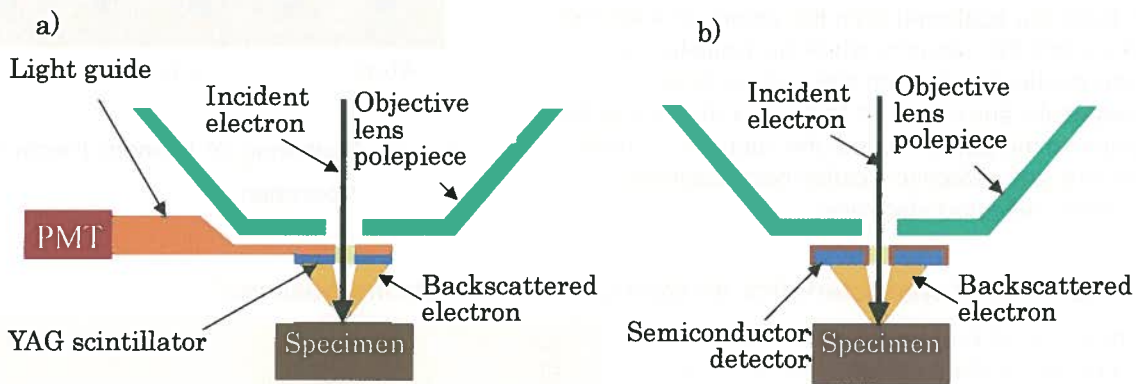 a)
Light guide
Incident
electron
Objective
lens
polepiece
PMT
Backscattered
electron
YAG scintillator
Specimen
b)
Incident
electron
Objective
lens
polepiece
Backscattered
electron
Semiconductor
detector
Specimen